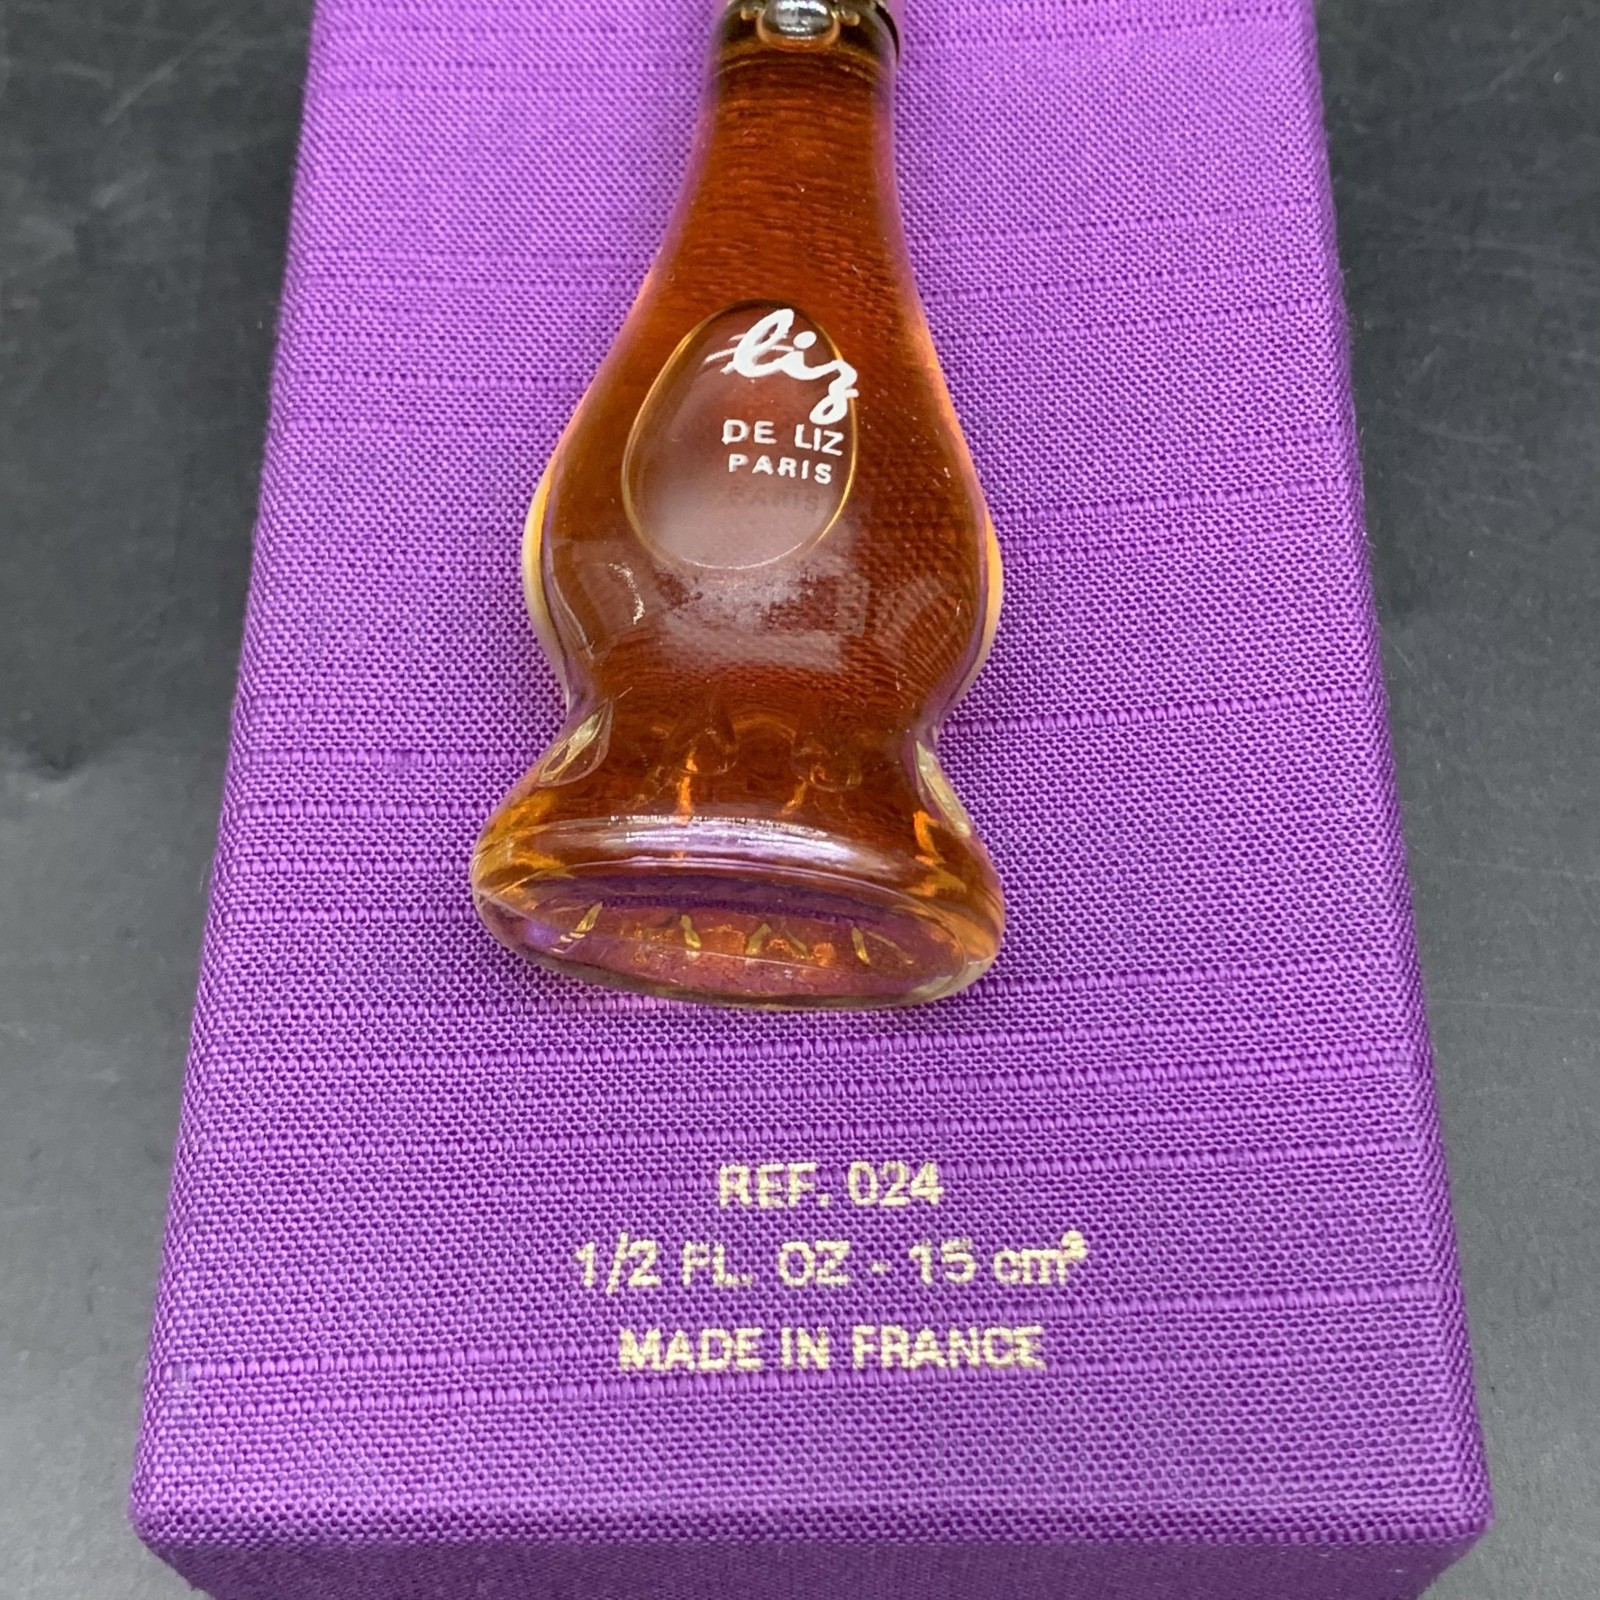 liz
DE LIZ
PARIS
REF. 024
1/2 FL. OZ - 15 cm³
MADE IN FRANCE